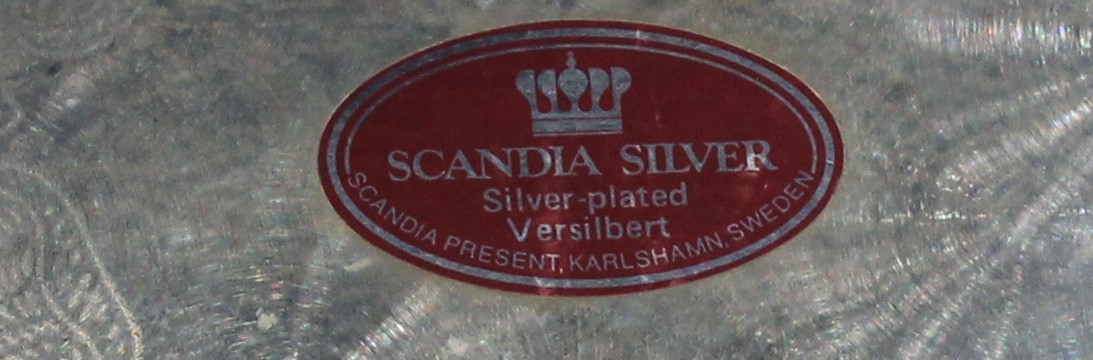 SCANDIA SILVER
Silver-plated
Versilbert
SCANDIA PRESENT, KARLSHAMN, SWEDEN